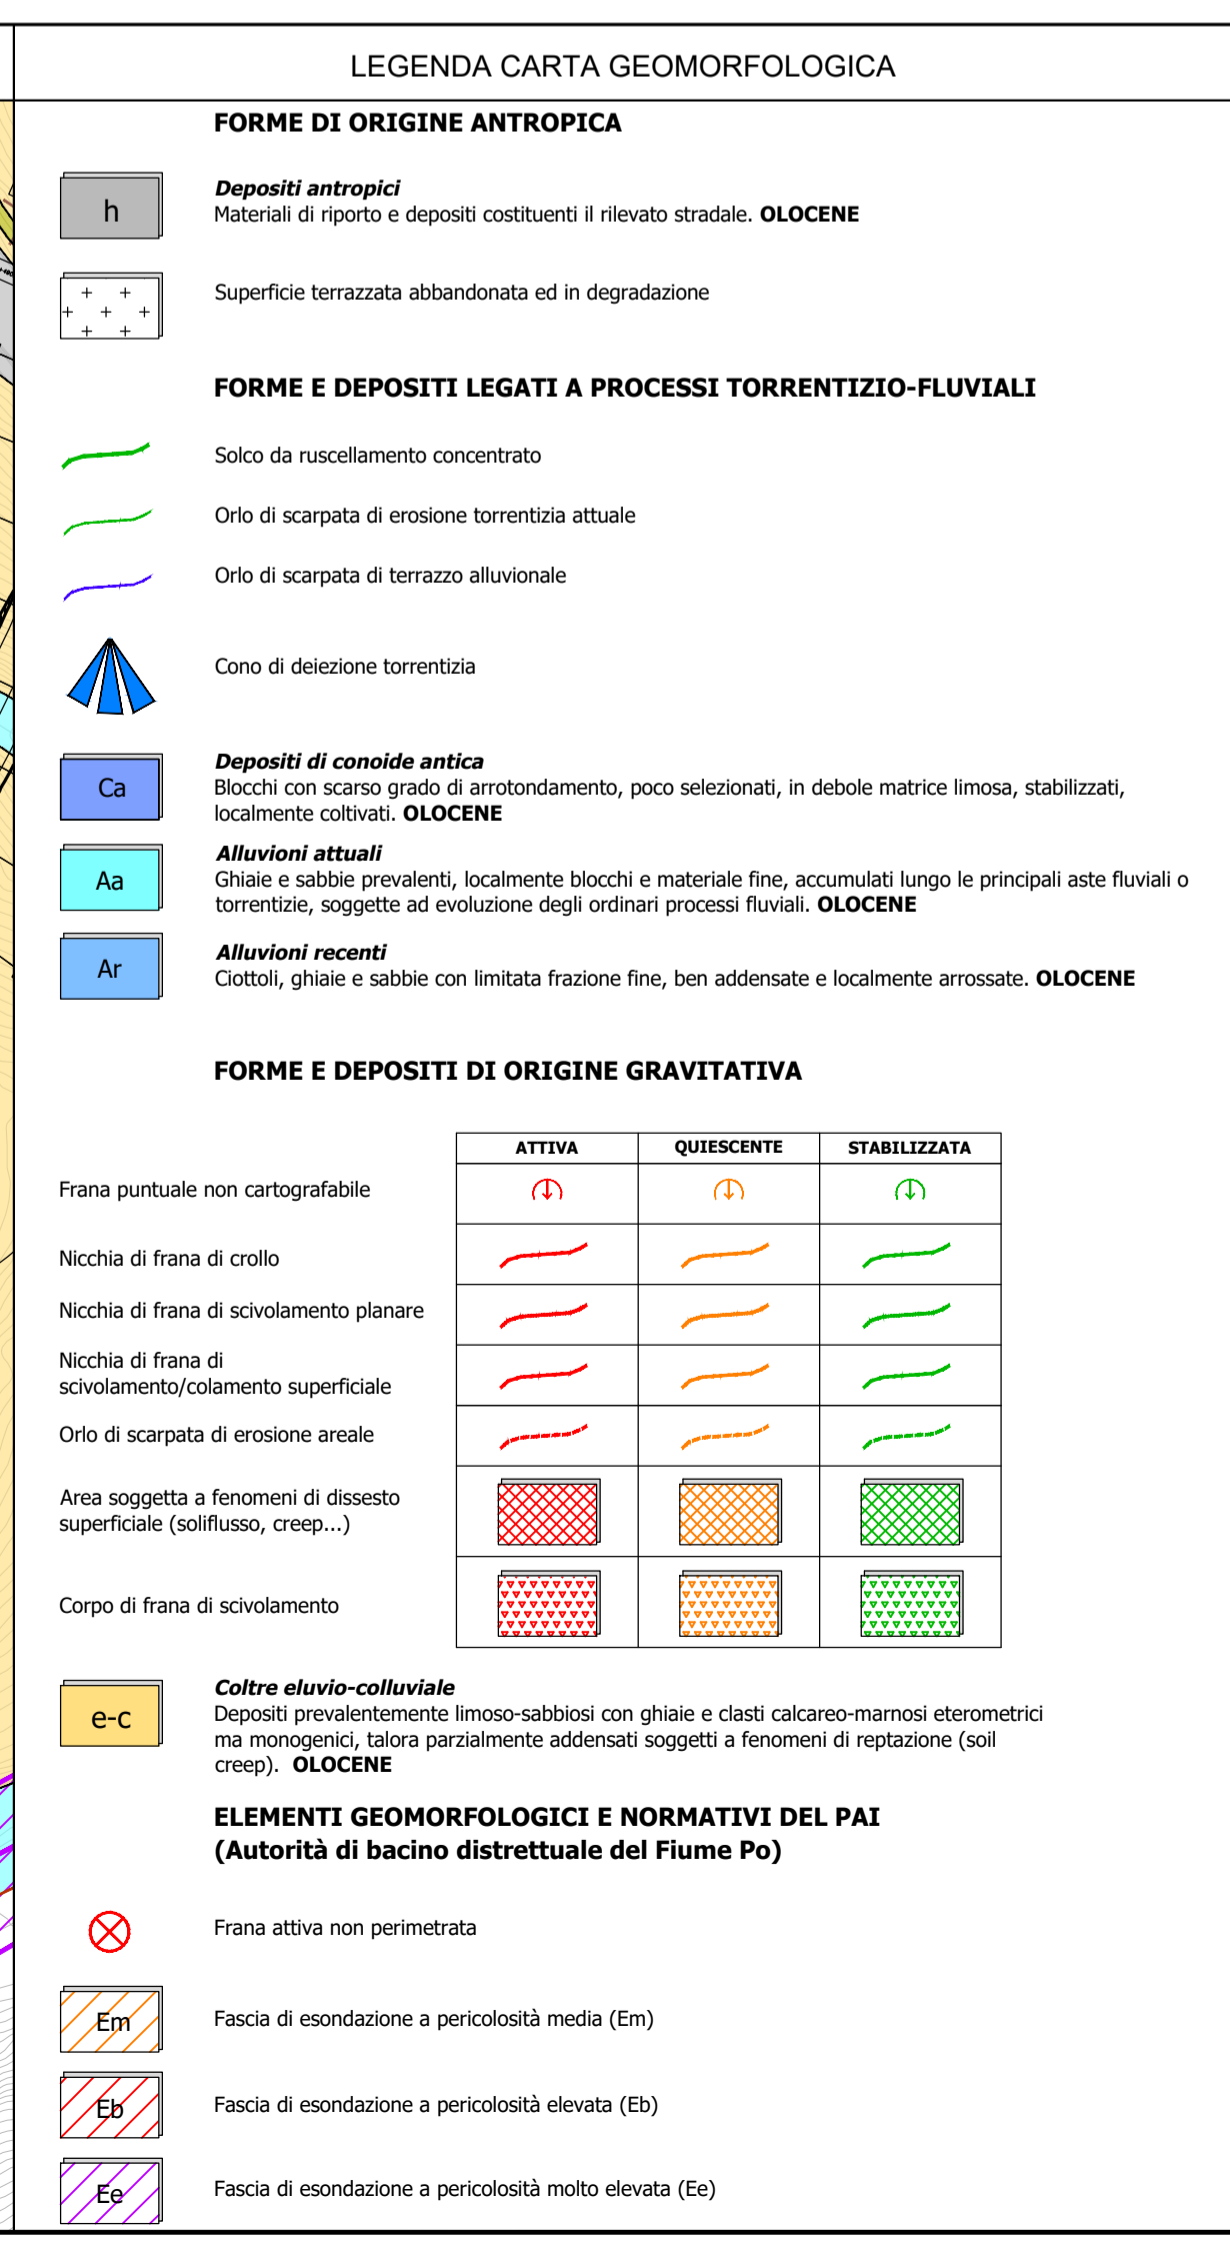 LEGENDA CARTA GEOMORFOLOGICA
FORME DI ORIGINE ANTROPICA
h
Depositi antropici
Materiali di riporto e depositi costituenti il rilevato stradale. OLOCENE
Superficie terrazzata abbandonata ed in degradazione
FORME E DEPOSITI LEGATI A PROCESSI TORRENTIZIO-FLUVIALI
Solco da ruscellamento concentrato
Orlo di scarpata di erosione torrentizia attuale
Orlo di scarpata di terrazzo alluvionale
Cono di deiezione torrentizia
Ca
Depositi di conoide antica
Blocchi con scarso grado di arrotondamento, poco selezionati, in debole matrice limosa, stabilizzati,
localmente coltivati. OLOCENE
Aa
Alluvioni attuali
Ghiaie e sabbie prevalenti, localmente blocchi e materiale fine, accumulati lungo le principali aste fluviali o
torrentizie, soggette ad evoluzione degli ordinari processi fluviali. OLOCENE
Ar
Alluvioni recenti
Ciottoli, ghiaie e sabbie con limitata frazione fine, ben addensate e localmente arrossate. OLOCENE
FORME E DEPOSITI DI ORIGINE GRAVITATIVA
ATTIVA QUIESCENTE STABILIZZATA
Frana puntuale non cartografabile
Nicchia di frana di crollo
Nicchia di frana di scivolamento planare
Nicchia di frana di
scivolamento/colamento superficiale
Orlo di scarpata di erosione areale
Area soggetta a fenomeni di dissesto
superficiale (soliflusso, creep...)
Corpo di frana di scivolamento
e-c
Coltre eluvio-colluviale
Depositi prevalentemente limoso-sabbiosi con ghiaie e clasti calcareo-marnosi eterometrici
ma monogenici, talora parzialmente addensati soggetti a fenomeni di reptazione (soil
creep). OLOCENE
ELEMENTI GEOMORFOLOGICI E NORMATIVI DEL PAI
(Autorità di bacino distrettuale del Fiume Po)
Frana attiva non perimetrata
Em
Fascia di esondazione a pericolosità media (Em)
Eb
Fascia di esondazione a pericolosità elevata (Eb)
Ee
Fascia di esondazione a pericolosità molto elevata (Ee)